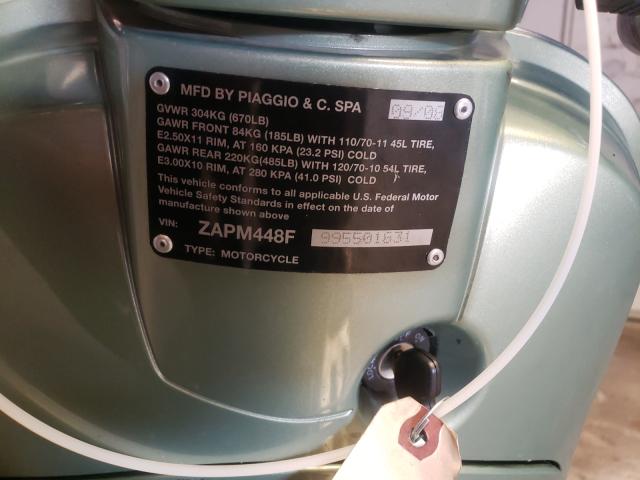 MFD BY PIAGGIO & C. SPA 09/08
GVWR 304KG (670LB)
GAWR FRONT 84KG (185LB) WITH 110/70-11 45L TIRE,
E2.50X11 RIM, AT 160 KPA (23.2 PSI) COLD
GAWR REAR 220KG(485LB) WITH 120/70-10 54L TIRE,
E3.00X10 RIM, AT 280 KPA (41.0 PSI) COLD
This vehicle conforms to all applicable U.S. Federal Motor
Vehicle Safety Standards in effect on the date of
manufacture shown above
VIN: ZAPM448F 995501631
TYPE: MOTORCYCLE